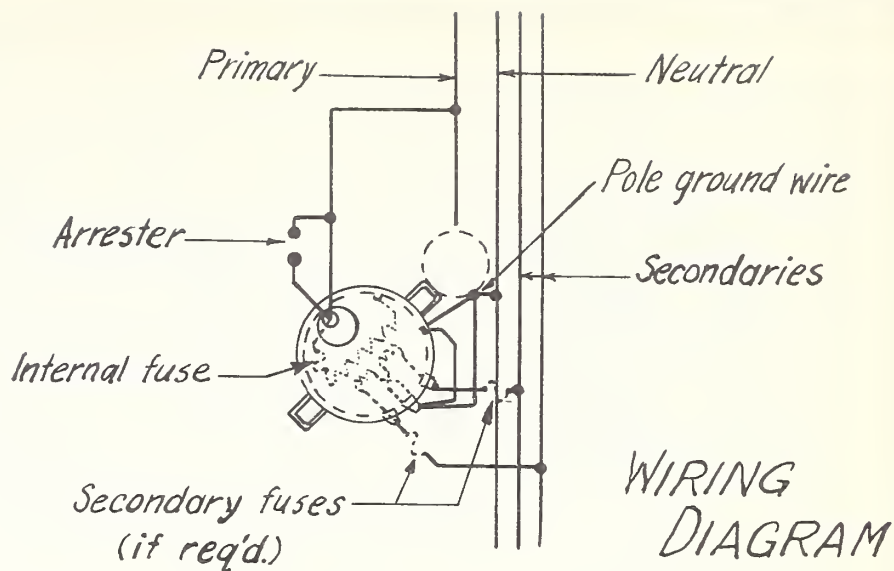 Primary
Neutral
Pole ground wire
Arrester
Secondaries
Internal fuse
Secondary fuses
(if req'd.)
WIRING
DIAGRAM